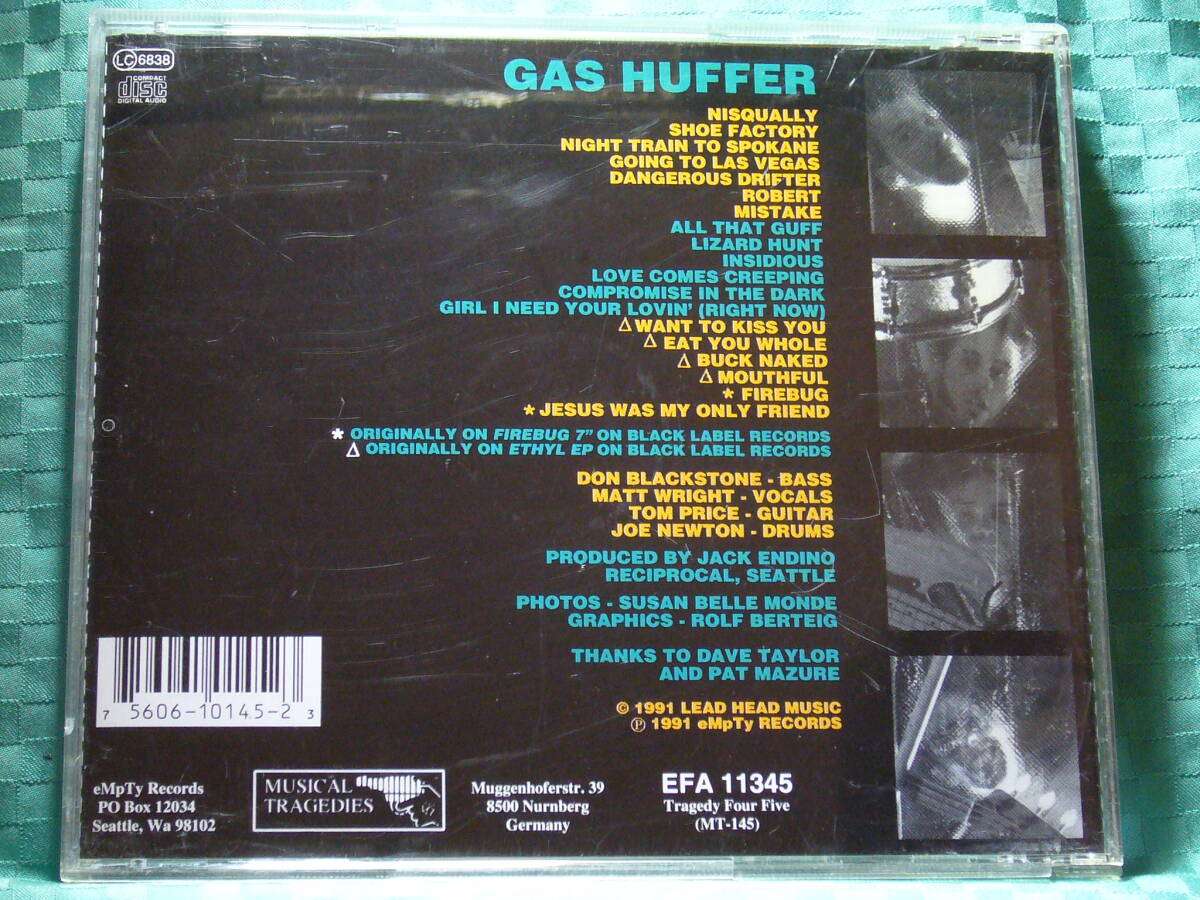 LC 6838
COMPACT
disc
DIGITAL AUDIO
GAS HUFFER
NISQUALLY
SHOE FACTORY
NIGHT TRAIN TO SPOKANE
GOING TO LAS VEGAS
DANGEROUS DRIFTER
ROBERT
MISTAKE
ALL THAT GUFF
LIZARD HUNT
INSIDIOUS
LOVE COMES CREEPING
COMPROMISE IN THE DARK
GIRL I NEED YOUR LOVIN' (RIGHT NOW)
Δ WANT TO KISS YOU
Δ EAT YOU WHOLE
Δ BUCK NAKED
Δ MOUTHFUL
* FIREBUG
* JESUS WAS MY ONLY FRIEND
* ORIGINALLY ON FIREBUG 7" ON BLACK LABEL RECORDS
Δ ORIGINALLY ON ETHYL EP ON BLACK LABEL RECORDS
DON BLACKSTONE - BASS
MATT WRIGHT - VOCALS
TOM PRICE - GUITAR
JOE NEWTON - DRUMS
PRODUCED BY JACK ENDINO
RECIPROCAL, SEATTLE
PHOTOS - SUSAN BELLE MONDE
GRAPHICS - ROLF BERTEIG
THANKS TO DAVE TAYLOR
AND PAT MAZURE
© 1991 LEAD HEAD MUSIC
℗ 1991 eMpTy RECORDS
7 5606-10145-2 3
eMpTy Records
PO Box 12034
Seattle, Wa 98102
MUSICAL
TRAGEDIES
Muggenhoferstr. 39
8500 Nurnberg
Germany
EFA 11345
Tragedy Four Five
(MT-145)